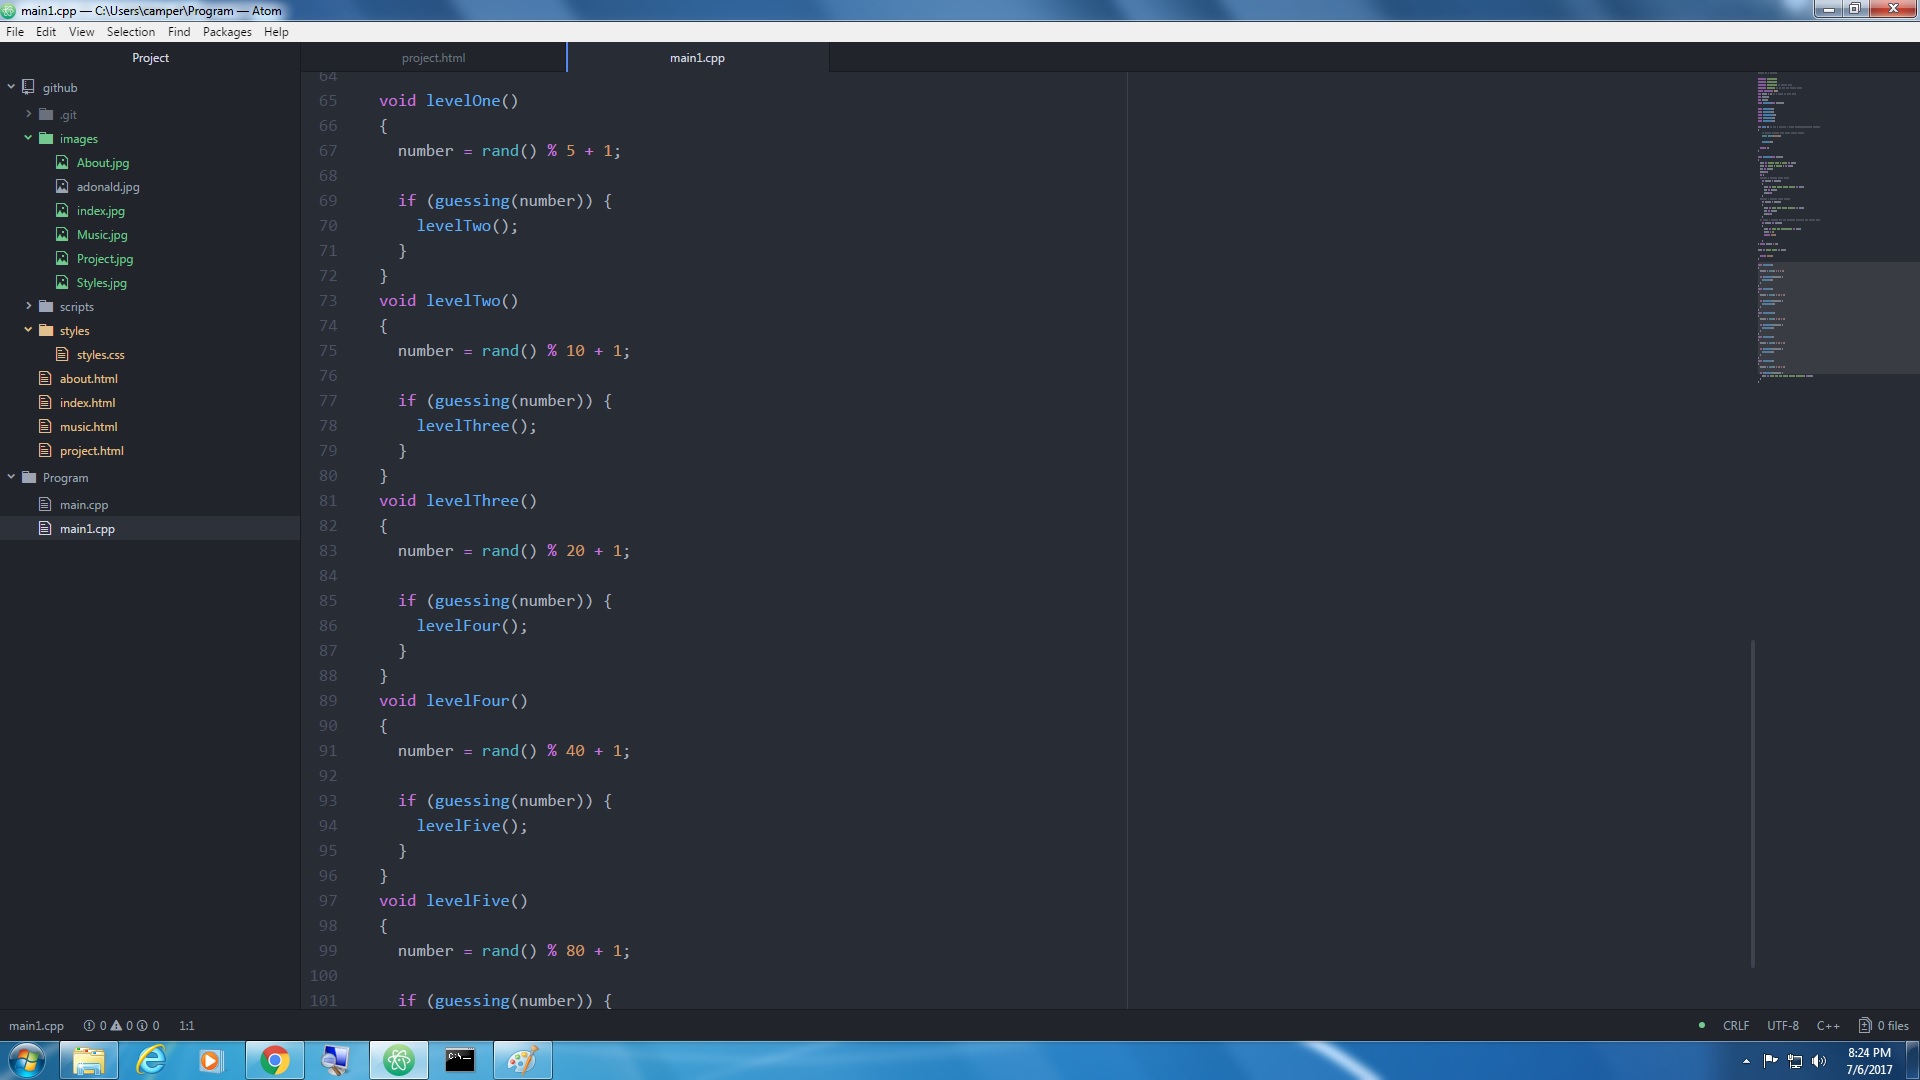 main1.cpp — C:\Users\camper\Program — Atom
File Edit View Selection Find Packages Help
Project
github
.git
images
About.jpg
adonald.jpg
index.jpg
Music.jpg
Project.jpg
Styles.jpg
scripts
styles
styles.css
about.html
index.html
music.html
project.html
Program
main.cpp
main1.cpp
project.html main1.cpp
64
65 void levelOne()
66 {
67 number = rand() % 5 + 1;
68
69 if (guessing(number)) {
70 levelTwo();
71 }
72 }
73 void levelTwo()
74 {
75 number = rand() % 10 + 1;
76
77 if (guessing(number)) {
78 levelThree();
79 }
80 }
81 void levelThree()
82 {
83 number = rand() % 20 + 1;
84
85 if (guessing(number)) {
86 levelFour();
87 }
88 }
89 void levelFour()
90 {
91 number = rand() % 40 + 1;
92
93 if (guessing(number)) {
94 levelFive();
95 }
96 }
97 void levelFive()
98 {
99 number = rand() % 80 + 1;
100
101 if (guessing(number)) {
main1.cpp 0 0 0 1:1 CRLF UTF-8 C++ 0 files
8:24 PM
7/6/2017